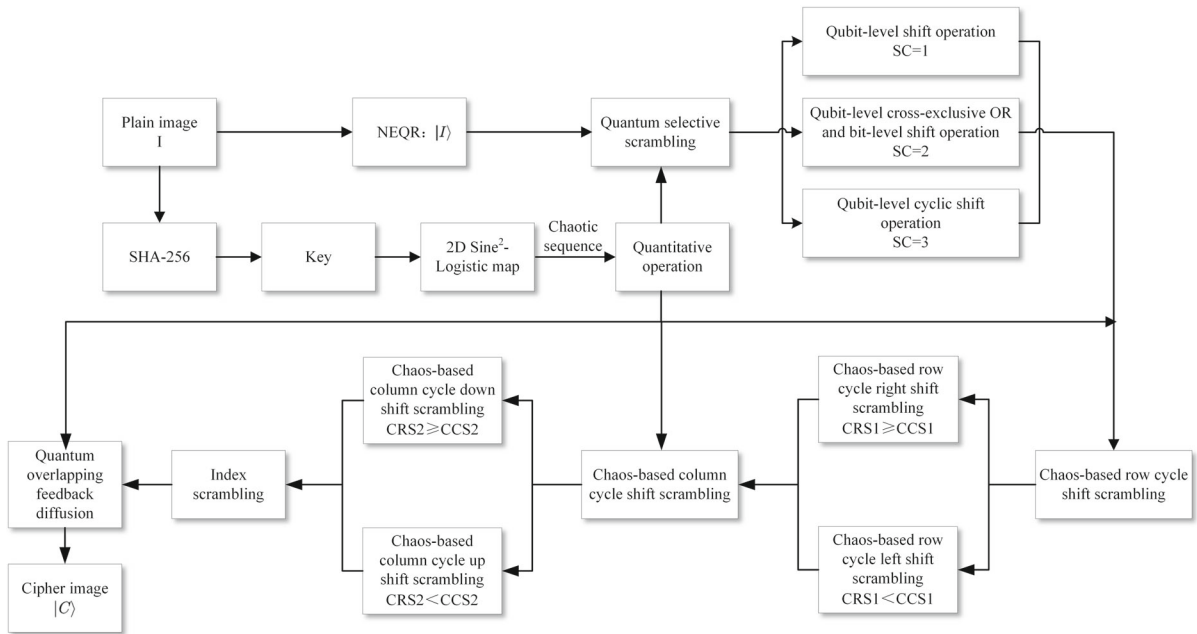 Qubit-level shift operation
SC=1
Plain image
I
NEQR：|I⟩
Quantum selective
scrambling
Qubit-level cross-exclusive OR
and bit-level shift operation
SC=2
Qubit-level cyclic shift
operation
SC=3
SHA-256
Key
2D Sine²-
Logistic map
Chaotic
sequence
Quantitative
operation
Chaos-based
column cycle down
shift scrambling
CRS2≥CCS2
Chaos-based row
cycle right shift
scrambling
CRS1≥CCS1
Quantum
overlapping
feedback
diffusion
Index
scrambling
Chaos-based column
cycle shift scrambling
Chaos-based row cycle
shift scrambling
Chaos-based
column cycle up
shift scrambling
CRS2<CCS2
Chaos-based row
cycle left shift
scrambling
CRS1<CCS1
Cipher image
|C⟩